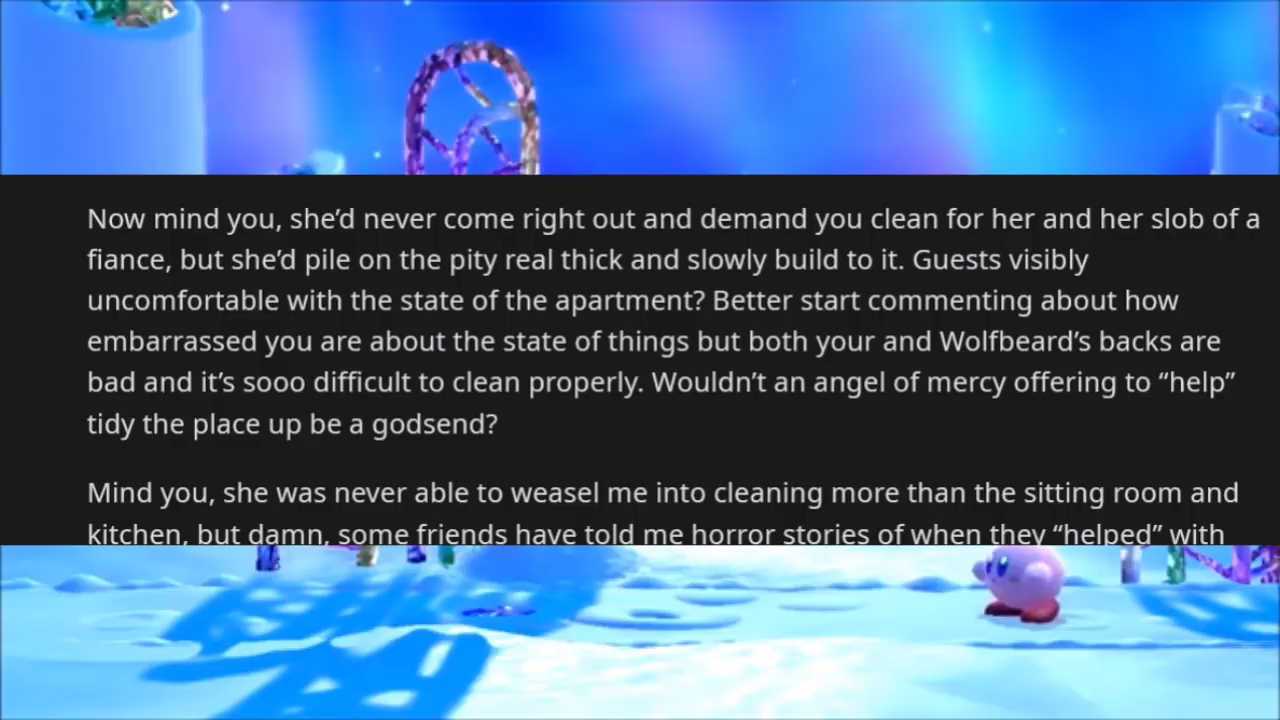 Now mind you, she’d never come right out and demand you clean for her and her slob of a
fiance, but she’d pile on the pity real thick and slowly build to it. Guests visibly
uncomfortable with the state of the apartment? Better start commenting about how
embarrassed you are about the state of things but both your and Wolfbeard’s backs are
bad and it’s sooo difficult to clean properly. Wouldn’t an angel of mercy offering to “help”
tidy the place up be a godsend?
Mind you, she was never able to weasel me into cleaning more than the sitting room and
kitchen, but damn, some friends have told me horror stories of when they “helped” with